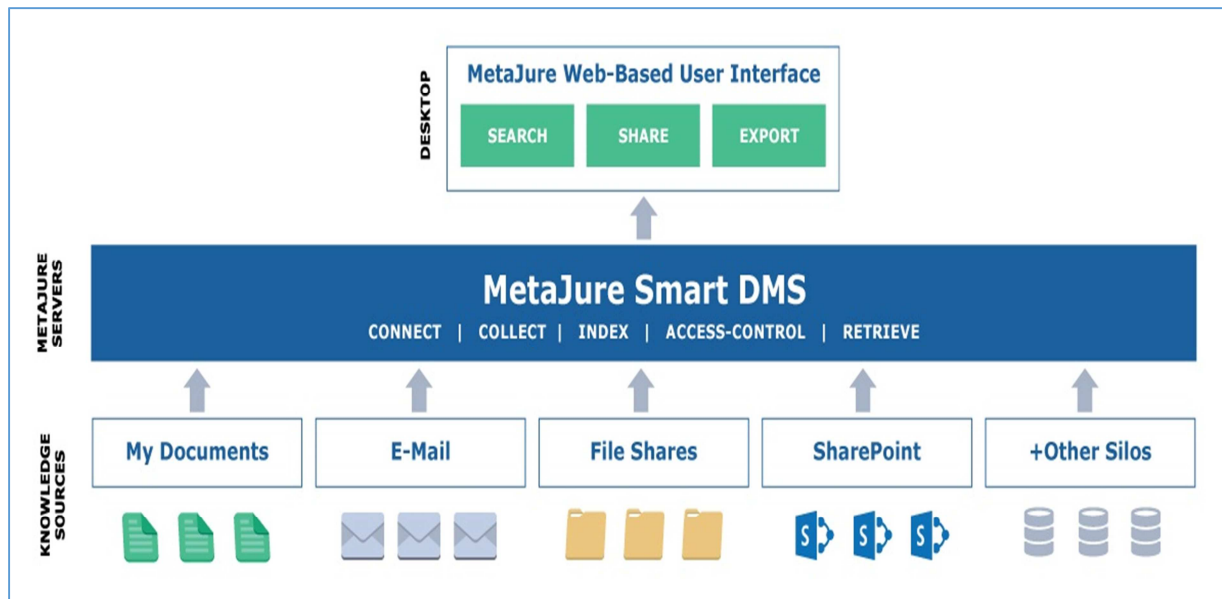 DESKTOP
MetaJure Web-Based User Interface
SEARCH SHARE EXPORT
METAJURE
SERVERS
MetaJure Smart DMS
CONNECT | COLLECT | INDEX | ACCESS-CONTROL | RETRIEVE
KNOWLEDGE
SOURCES
My Documents E-Mail File Shares SharePoint +Other Silos
S S S